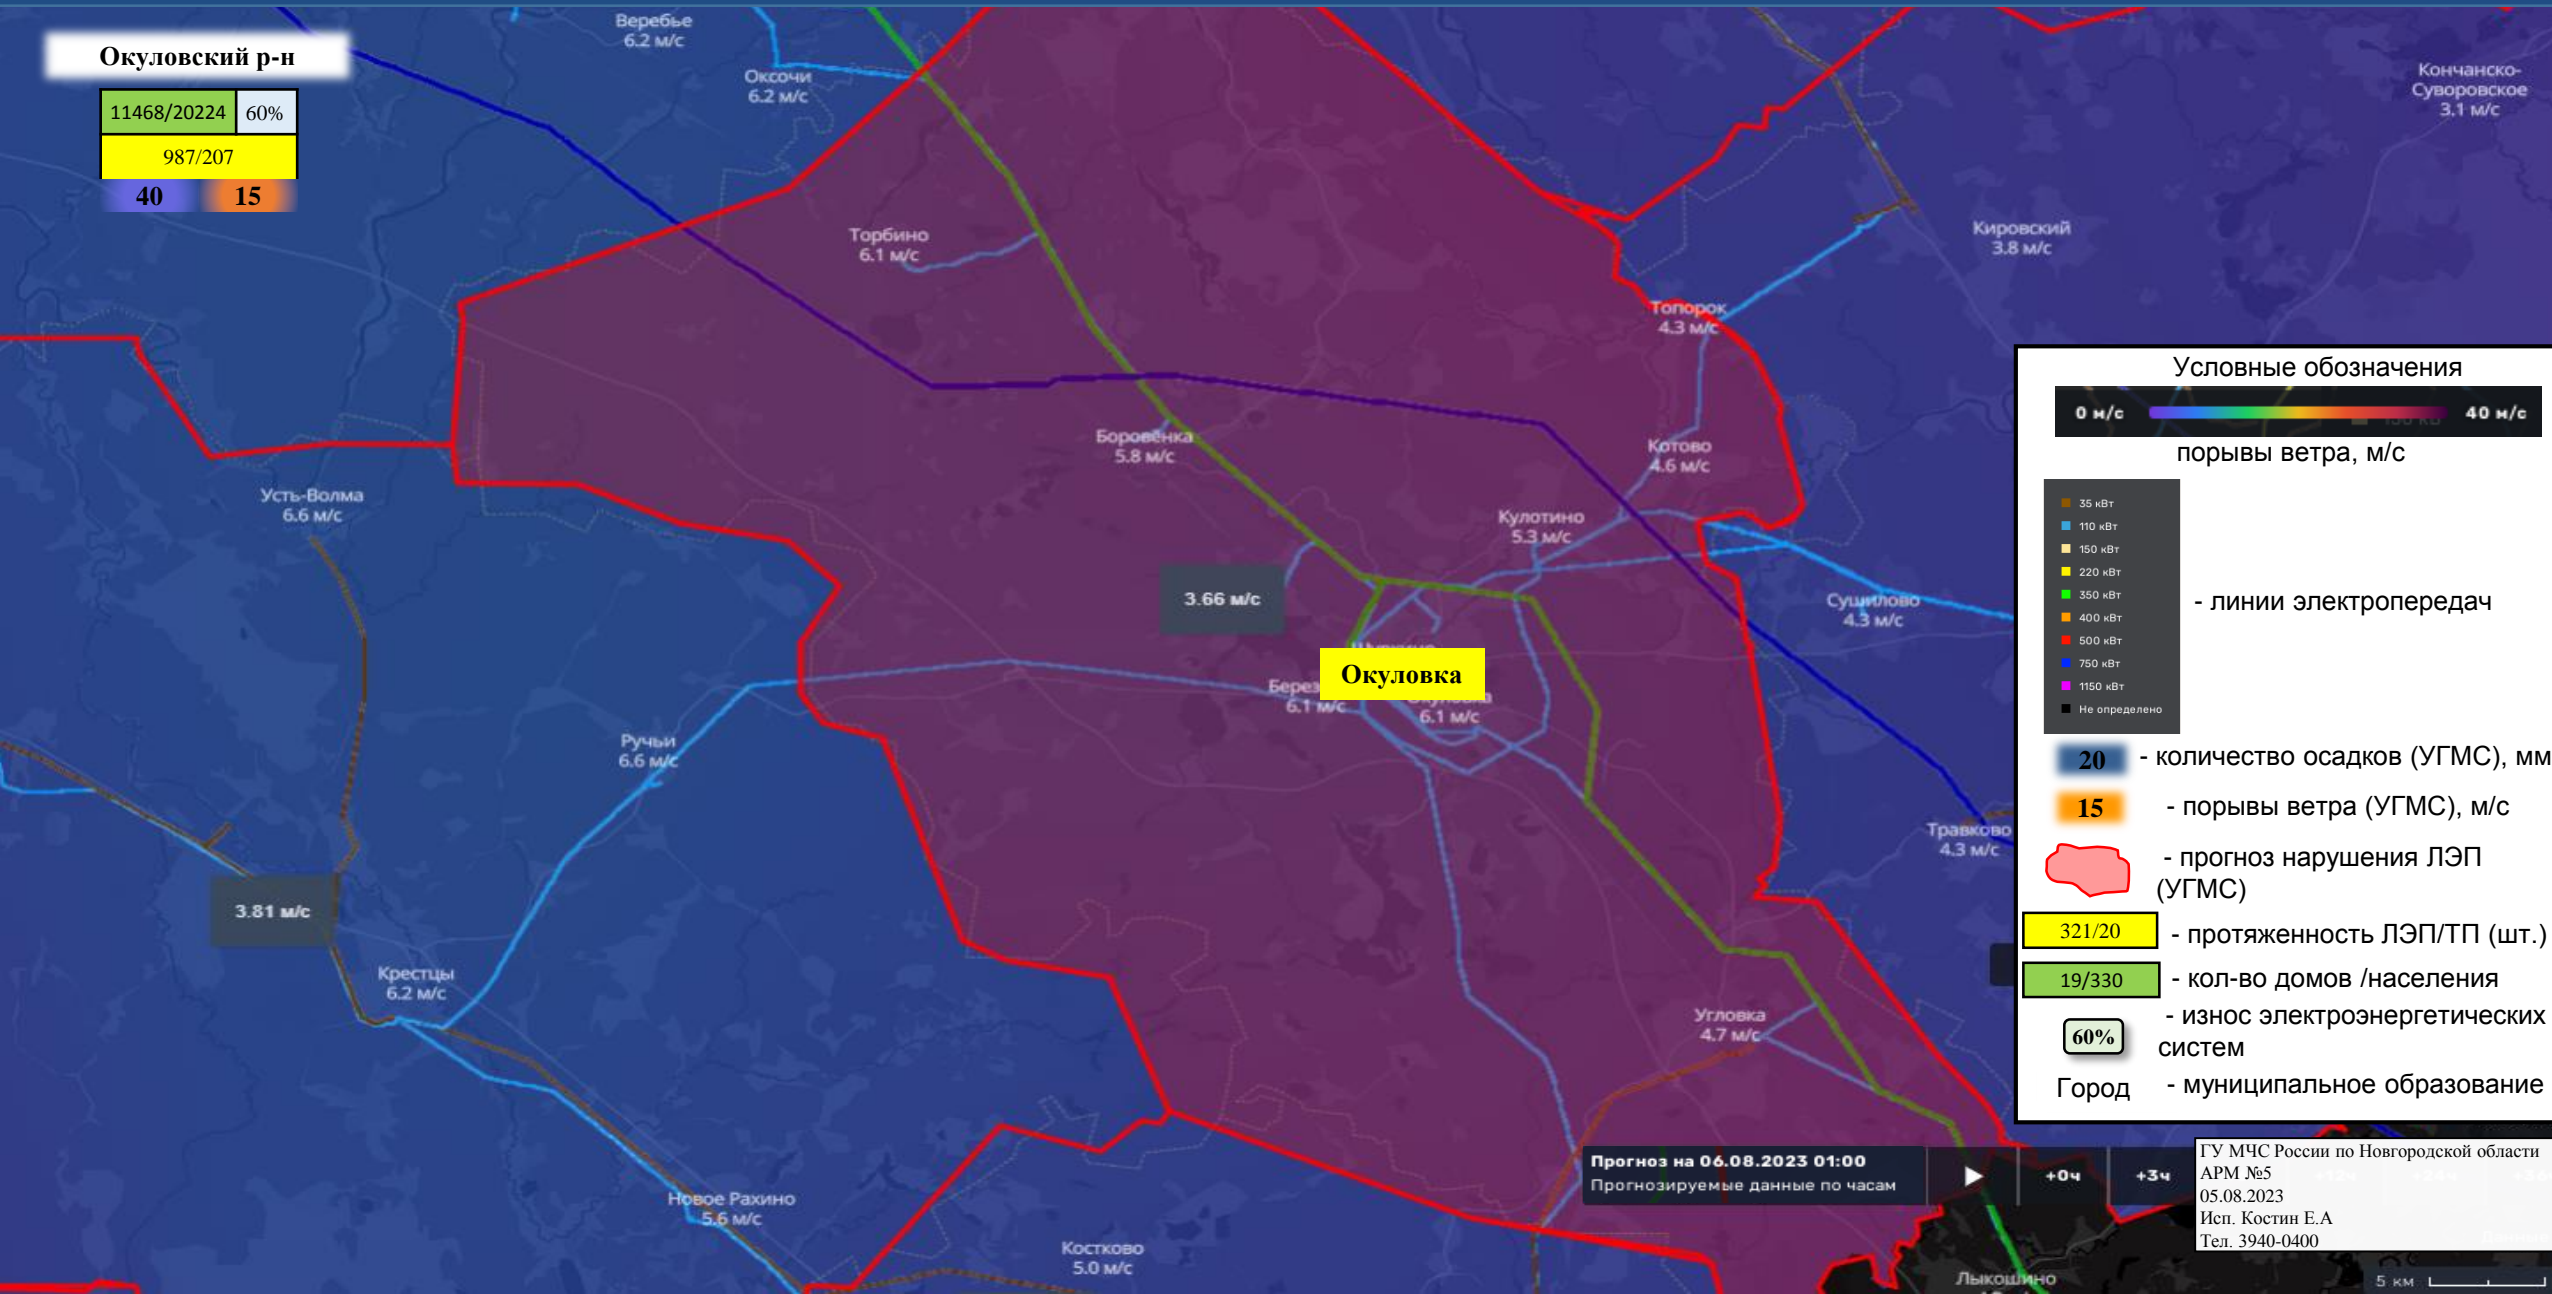 Окуловский р-н
11468/20224 60%
987/207
40 15
Веребье
6.2 м/с
Оксочи
6.2 м/с
Кончанско-
Суворовское
3.1 м/с
Торбино
6.1 м/с
Кировский
3.8 м/с
Топорок
4.3 м/с
Боровёнка
5.8 м/с
Котово
4.6 м/с
Усть-Волма
6.6 м/с
Кулотино
5.3 м/с
3.66 м/с
Сушилово
4.3 м/с
Окуловка
6.1 м/с
6.1 м/с
Ручьи
6.6 м/с
Травково
4.3 м/с
3.81 м/с
Крестцы
6.2 м/с
Угловка
4.7 м/с
Новое Рахино
5.6 м/с
Костково
5.0 м/с
Лыкошино
Условные обозначения
0 м/с 40 м/с
порывы ветра, м/с
35 кВт
110 кВт
150 кВт
220 кВт
350 кВт
400 кВт
500 кВт
750 кВт
1150 кВт
Не определено
- линии электропередач
20 - количество осадков (УГМС), мм
15 - порывы ветра (УГМС), м/с
- прогноз нарушения ЛЭП
(УГМС)
321/20 - протяженность ЛЭП/ТП (шт.)
19/330 - кол-во домов /населения
60% - износ электроэнергетических
систем
Город - муниципальное образование
Прогноз на 06.08.2023 01:00
Прогнозируемые данные по часам
+0ч +3ч
ГУ МЧС России по Новгородской области
АРМ №5
05.08.2023
Исп. Костин Е.А
Тел. 3940-0400
5 км